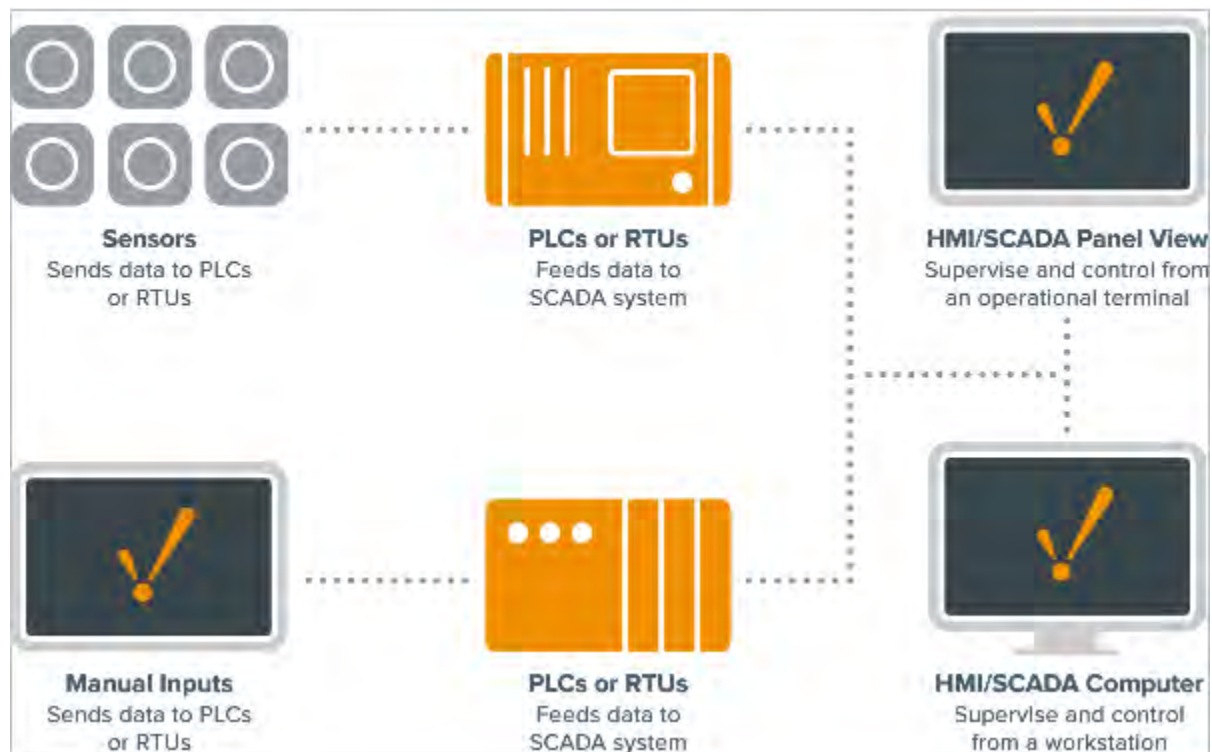 Sensors
Sends data to PLCs
or RTUs
PLCs or RTUs
Feeds data to
SCADA system
HMI/SCADA Panel View
Supervise and control from
an operational terminal
Manual Inputs
Sends data to PLCs
or RTUs
PLCs or RTUs
Feeds data to
SCADA system
HMI/SCADA Computer
Supervise and control
from a workstation